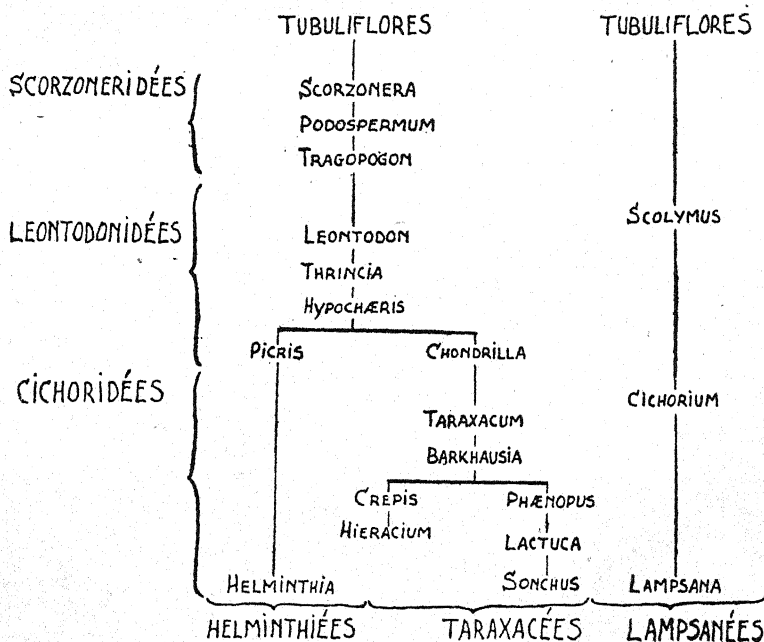 TUBULIFLORES TUBULIFLORES
SCORZONERIDÉES
SCORZONERA
PODOSPERMUM
TRAGOPOGON
LEONTODONIDÉES
SCOLYMUS
LEONTODON
THRINCIA
HYPOCHÆRIS
PICRIS CHONDRILLA
CICHORIDÉES
CICHORIUM
TARAXACUM
BARKHAUSIA
CREPIS PHÆNOPUS
HIERACIUM
LACTUCA
HELMINTHIA SONCHUS LAMPSANA
HELMINTHIÉES TARAXACÉES LAMPSANÉES